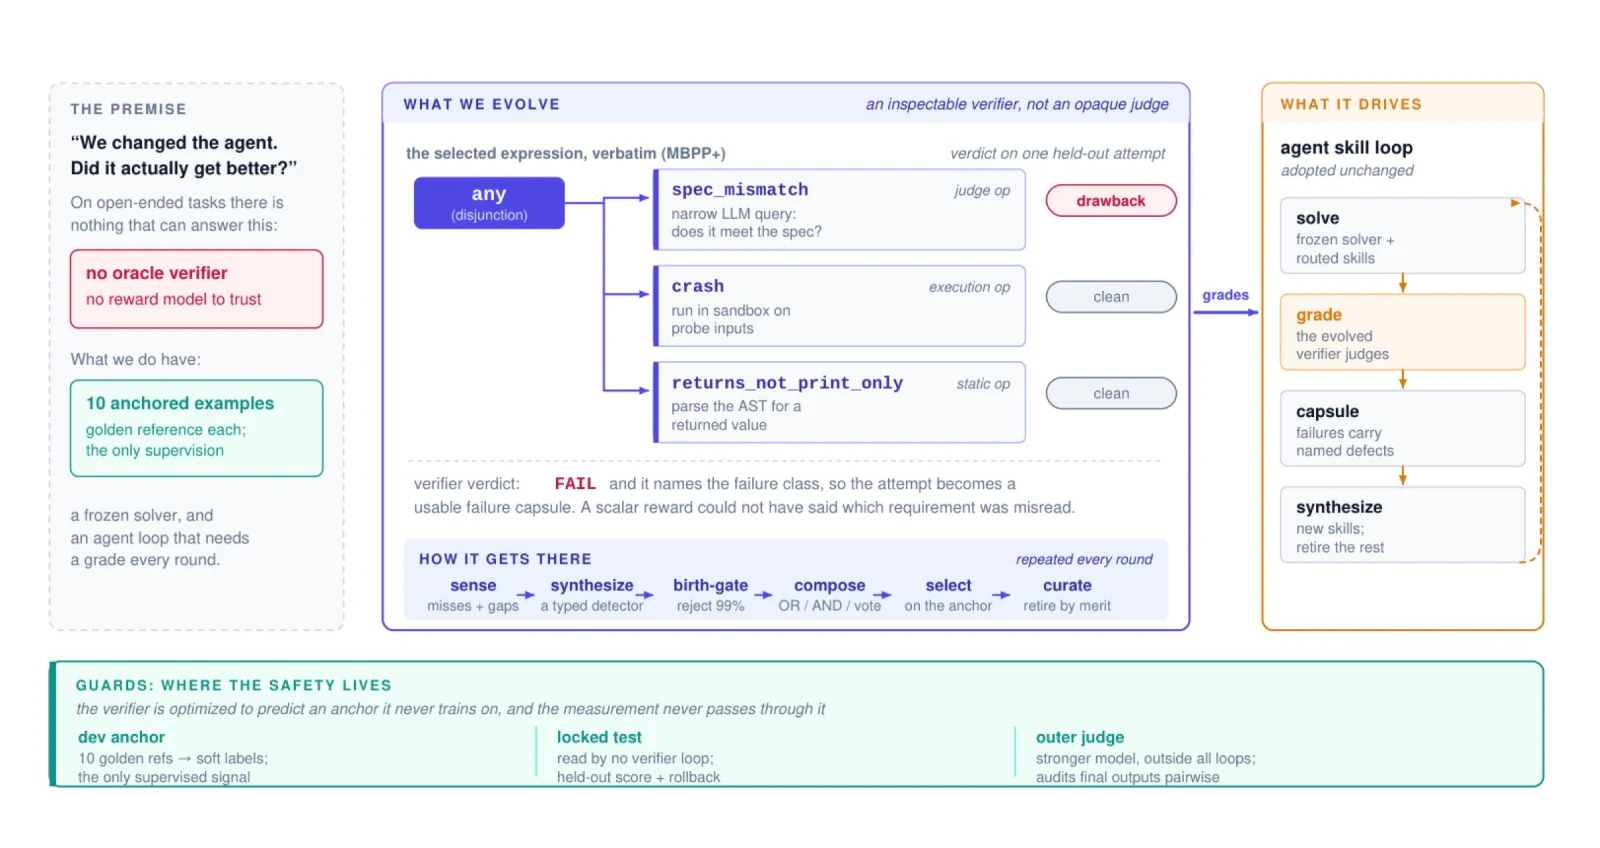 THE PREMISE
“We changed the agent.
Did it actually get better?”
On open-ended tasks there is
nothing that can answer this:
no oracle verifier
no reward model to trust
What we do have:
10 anchored examples
golden reference each;
the only supervision
a frozen solver, and
an agent loop that needs
a grade every round.
WHAT WE EVOLVE
an inspectable verifier, not an opaque judge
the selected expression, verbatim (MBPP+)
verdict on one held-out attempt
any
(disjunction)
spec_mismatch
judge op
narrow LLM query:
does it meet the spec?
drawback
crash
execution op
run in sandbox on
probe inputs
clean
returns_not_print_only
static op
parse the AST for a
returned value
clean
verifier verdict: FAIL and it names the failure class, so the attempt becomes a
usable failure capsule. A scalar reward could not have said which requirement was misread.
HOW IT GETS THERE
repeated every round
sense
misses + gaps
synthesize
a typed detector
birth-gate
reject 99%
compose
OR / AND / vote
select
on the anchor
curate
retire by merit
grades
WHAT IT DRIVES
agent skill loop
adopted unchanged
solve
frozen solver +
routed skills
grade
the evolved
verifier judges
capsule
failures carry
named defects
synthesize
new skills;
retire the rest
GUARDS: WHERE THE SAFETY LIVES
the verifier is optimized to predict an anchor it never trains on, and the measurement never passes through it
dev anchor
10 golden refs → soft labels;
the only supervised signal
locked test
read by no verifier loop;
held-out score + rollback
outer judge
stronger model, outside all loops;
audits final outputs pairwise